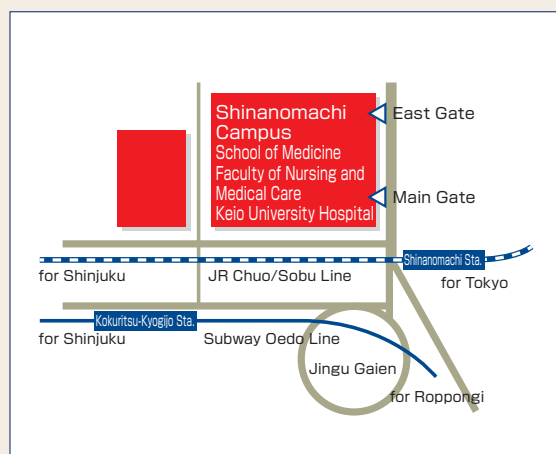 Shinanomachi
Campus
School of Medicine
Faculty of Nursing and
Medical Care
Keio University Hospital
East Gate
Main Gate
Shinanomachi Sta.
for Shinjuku
JR Chuo/Sobu Line
for Tokyo
Kokuritsu-Kyogijo Sta.
for Shinjuku
Subway Oedo Line
Jingu Gaien
for Roppongi